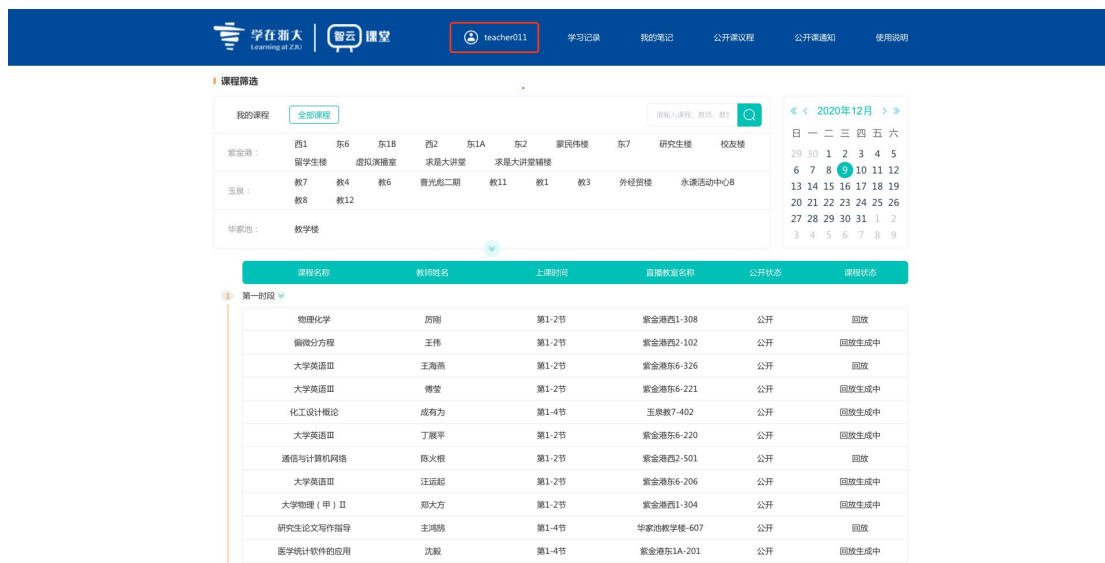 学在浙大 智云 课堂 teacher011 学习记录 我的笔记 公开课议程 公开课通知 使用说明
Learning at ZJU
课程筛选
我的课程 全部课程 请输入课程、教师、教
紫金港： 西1 东6 东1B 西2 东1A 东2 蒙民伟楼 东7 研究生楼 校友楼
留学生楼 虚拟演播室 求是大讲堂 求是大讲堂辅楼
玉泉： 教7 教4 教6 曹光彪二期 教11 教1 教3 外经贸楼 永谦活动中心B
教8 教12
华家池： 教学楼
2020年12月
日 一 二 三 四 五 六
29 30 1 2 3 4 5
6 7 8 9 10 11 12
13 14 15 16 17 18 19
20 21 22 23 24 25 26
27 28 29 30 31 1 2
3 4 5 6 7 8 9
课程名称 教师姓名 上课时间 直播教室名称 公开状态 课程状态
1 第一时段
物理化学 厉刚 第1-2节 紫金港西1-308 公开 回放
偏微分方程 王伟 第1-2节 紫金港西2-102 公开 回放生成中
大学英语Ⅲ 王海燕 第1-2节 紫金港东6-326 公开 回放
大学英语Ⅲ 傅莹 第1-2节 紫金港东6-221 公开 回放生成中
化工设计概论 成有为 第1-4节 玉泉教7-402 公开 回放生成中
大学英语Ⅲ 丁展平 第1-2节 紫金港东6-220 公开 回放生成中
通信与计算机网络 陈火根 第1-2节 紫金港西2-501 公开 回放
大学英语Ⅲ 汪运起 第1-2节 紫金港东6-206 公开 回放生成中
大学物理（甲）Ⅱ 郑大方 第1-2节 紫金港西1-304 公开 回放生成中
研究生论文写作指导 主鸿鹄 第1-4节 华家池教学楼-607 公开 回放
医学统计软件的应用 沈毅 第1-4节 紫金港东1A-201 公开 回放生成中